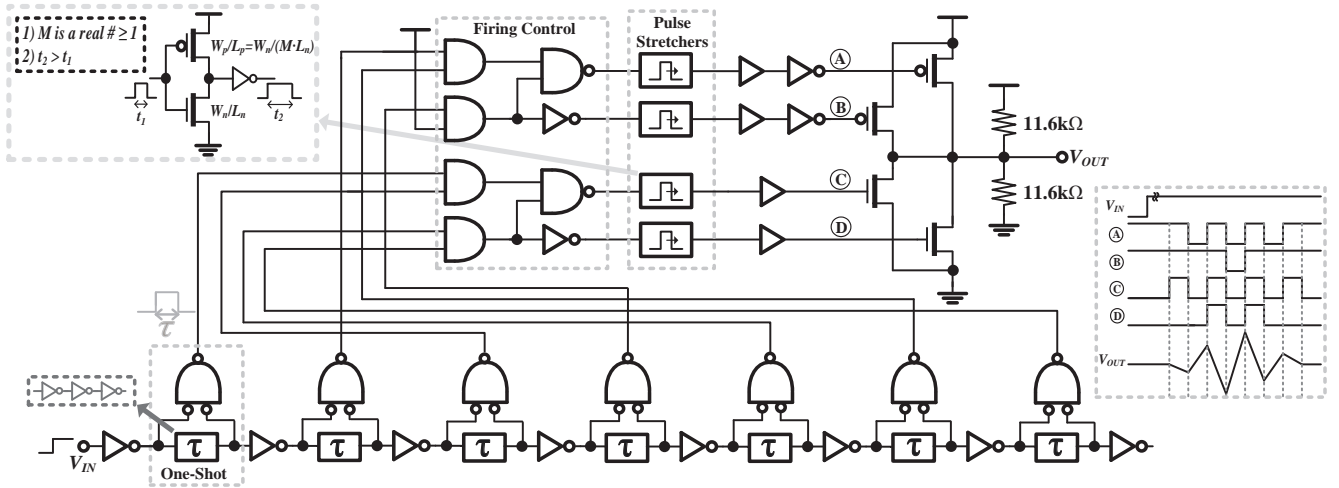 1) M is a real # ≥ 1
2) t2 > t1
Wp/Lp=Wn/(M·Ln)
Wn/Ln
t1
t2
Firing Control
Pulse
Stretchers
A
B
C
D
11.6kΩ
VOUT
11.6kΩ
VIN
A
B
C
D
VOUT
τ
VIN
τ
τ
τ
τ
τ
τ
τ
One-Shot